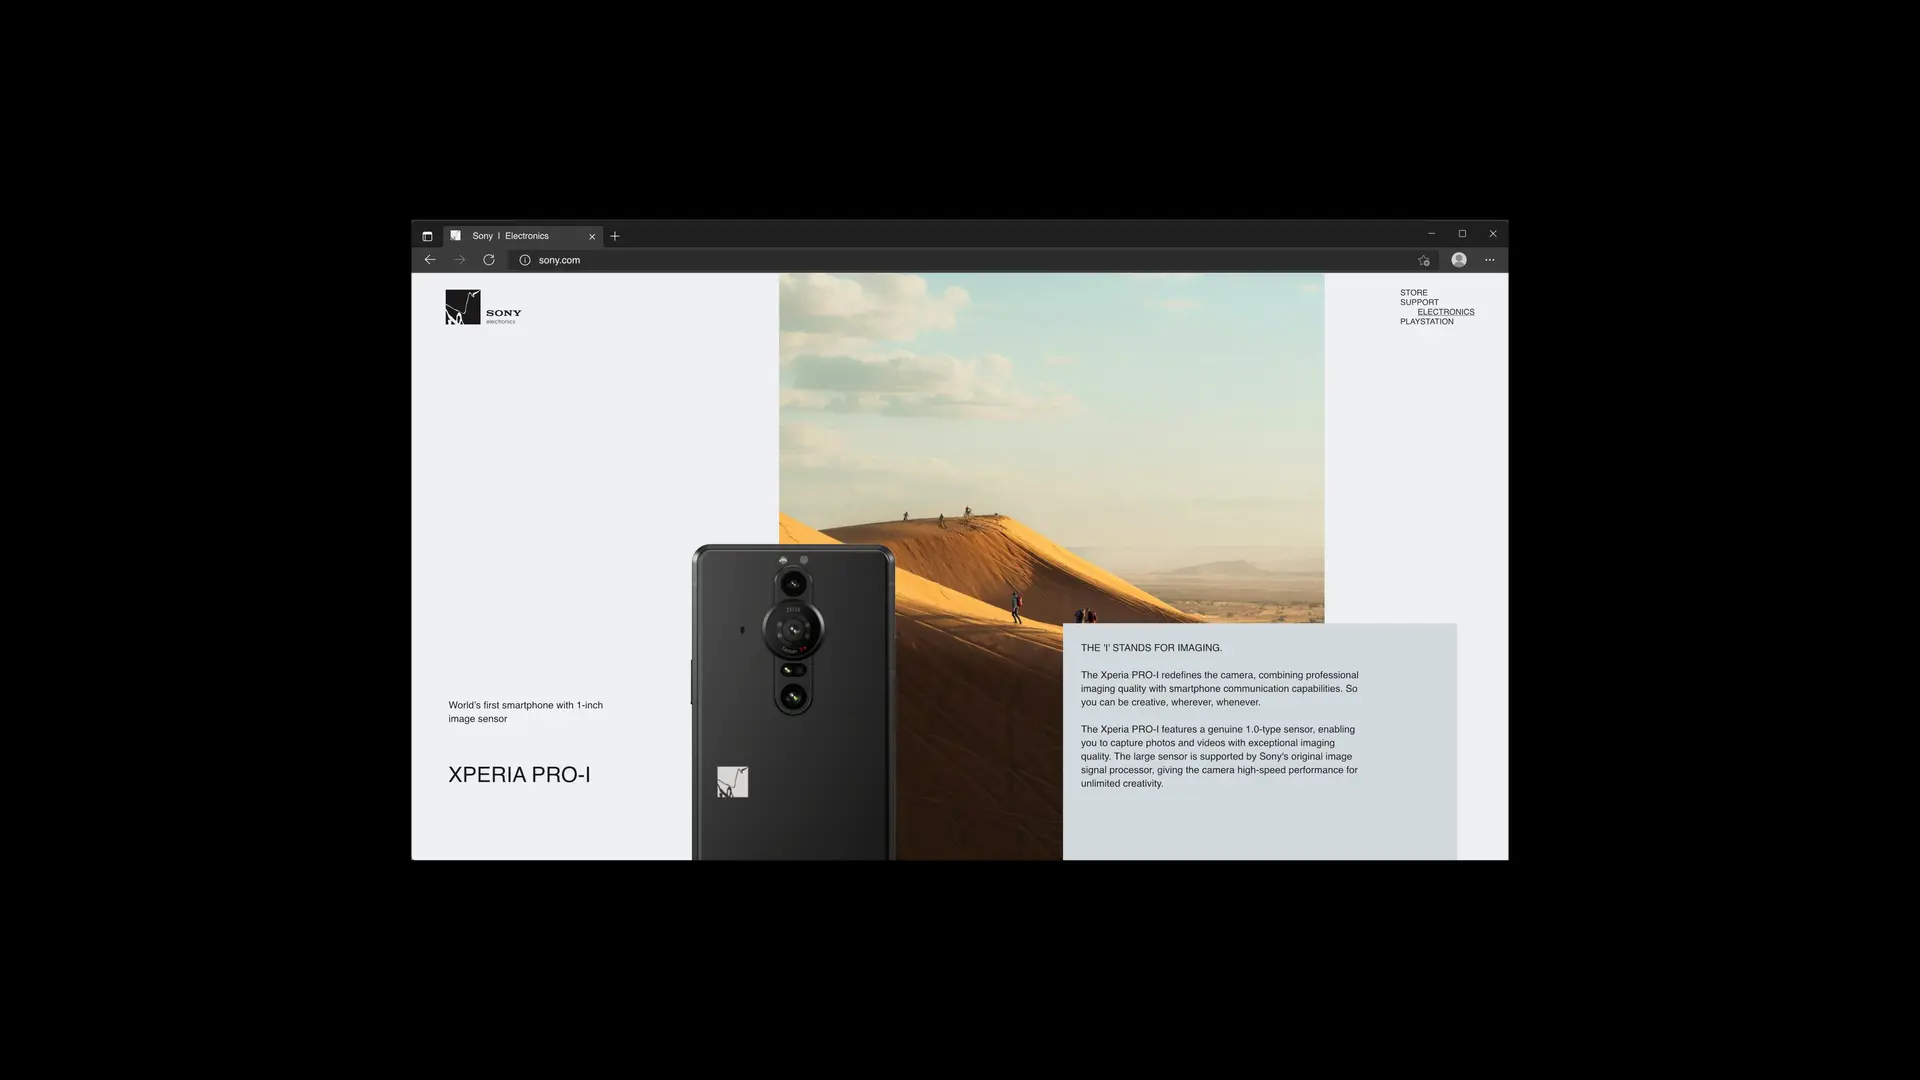 Sony | Electronics
sony.com
SONY
electronics
STORE
SUPPORT
ELECTRONICS
PLAYSTATION
World's first smartphone with 1-inch
image sensor
XPERIA PRO-I
ZEISS
Tessar T*
THE 'I' STANDS FOR IMAGING.
The Xperia PRO-I redefines the camera, combining professional
imaging quality with smartphone communication capabilities. So
you can be creative, wherever, whenever.
The Xperia PRO-I features a genuine 1.0-type sensor, enabling
you to capture photos and videos with exceptional imaging
quality. The large sensor is supported by Sony's original image
signal processor, giving the camera high-speed performance for
unlimited creativity.